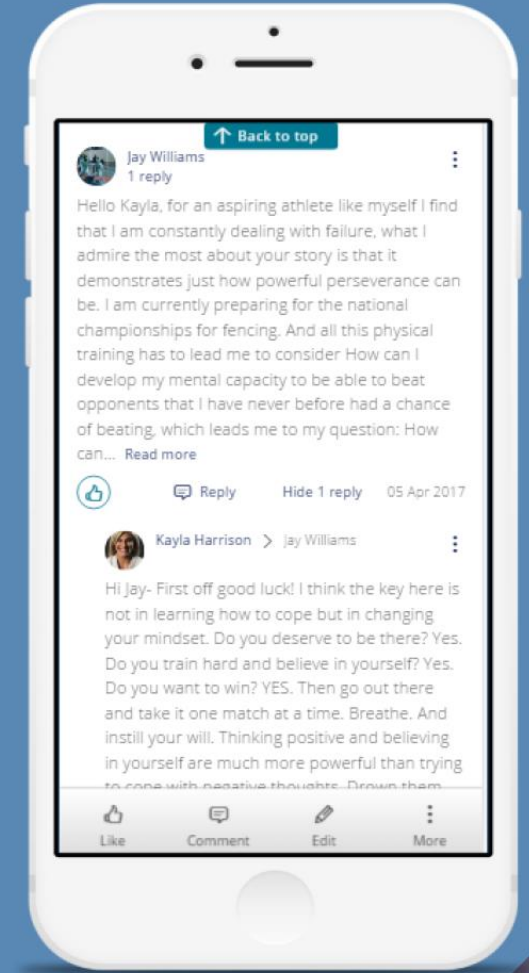 Back to top
Jay Williams
1 reply
Hello Kayla, for an aspiring athlete like myself I find
that I am constantly dealing with failure, what I
admire the most about your story is that it
demonstrates just how powerful perseverance can
be. I am currently preparing for the national
championships for fencing. And all this physical
training has to lead me to consider How can I
develop my mental capacity to be able to beat
opponents that I have never before had a chance
of beating, which leads me to my question: How
can... Read more
Reply Hide 1 reply 05 Apr 2017
Kayla Harrison > Jay Williams
Hi Jay- First off good luck! I think the key here is
not in learning how to cope but in changing
your mindset. Do you deserve to be there? Yes.
Do you train hard and believe in yourself? Yes.
Do you want to win? YES. Then go out there
and take it one match at a time. Breathe. And
instill your will. Thinking positive and believing
in yourself are much more powerful than trying
to cope with negative thoughts. Drown them
Like Comment Edit More